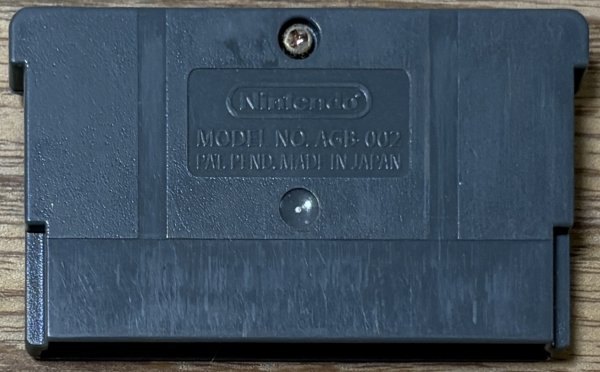 Nintendo
MODEL NO. AGB-002
PAT. PEND. MADE IN JAPAN